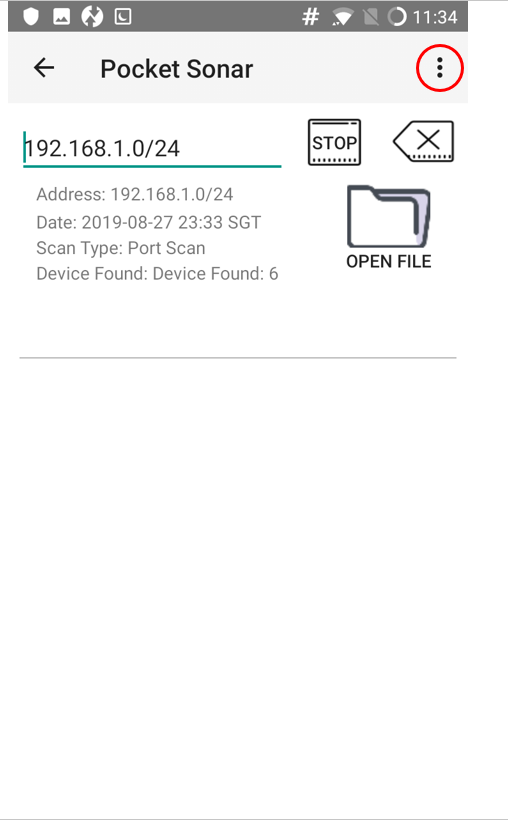 # 11:34
Pocket Sonar
192.168.1.0/24
STOP
Address: 192.168.1.0/24
Date: 2019-08-27 23:33 SGT
Scan Type: Port Scan
Device Found: Device Found: 6
OPEN FILE